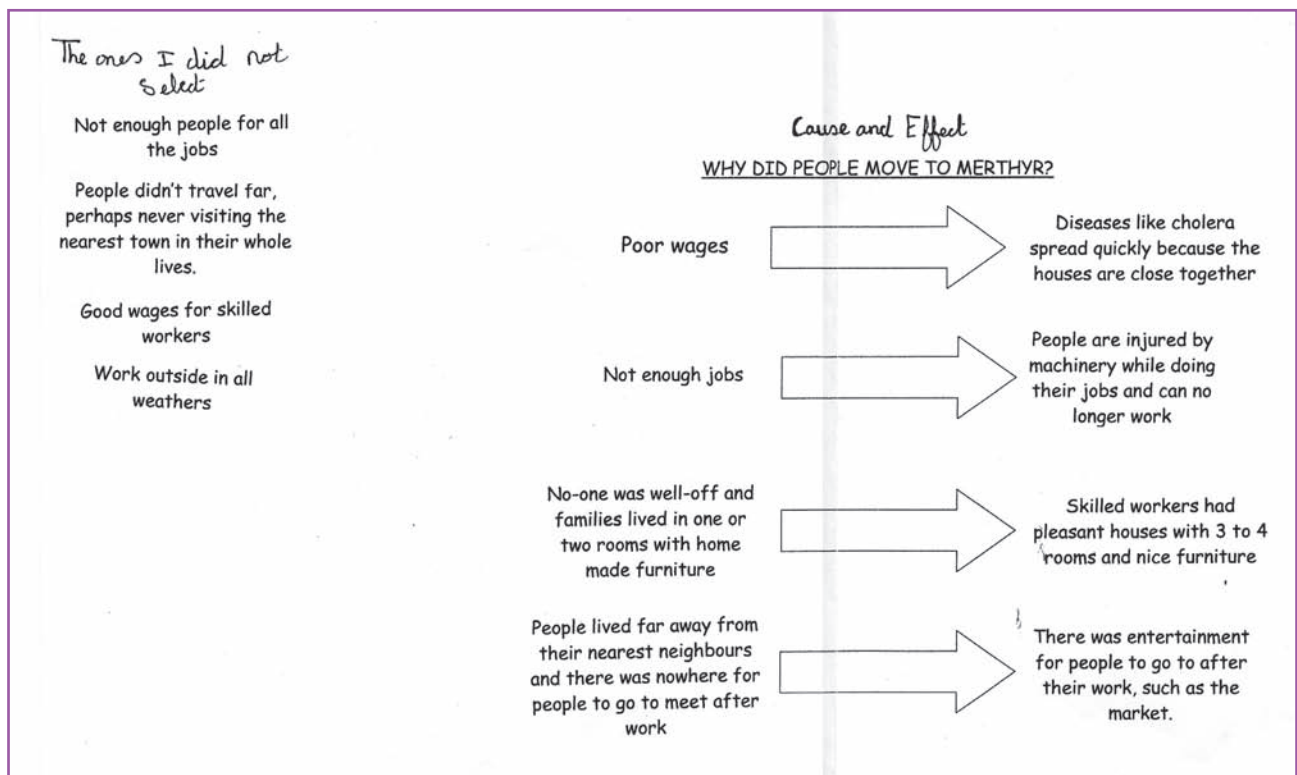 The ones I did not
select
Not enough people for all
the jobs
People didn't travel far,
perhaps never visiting the
nearest town in their whole
lives.
Good wages for skilled
workers
Work outside in all
weathers
Cause and Effect
WHY DID PEOPLE MOVE TO MERTHYR?
Poor wages
Diseases like cholera
spread quickly because the
houses are close together
Not enough jobs
People are injured by
machinery while doing
their jobs and can no
longer work
No-one was well-off and
families lived in one or
two rooms with home
made furniture
Skilled workers had
pleasant houses with 3 to 4
rooms and nice furniture
People lived far away from
their nearest neighbours
and there was nowhere for
people to go to meet after
work
There was entertainment
for people to go to after
their work, such as the
market.